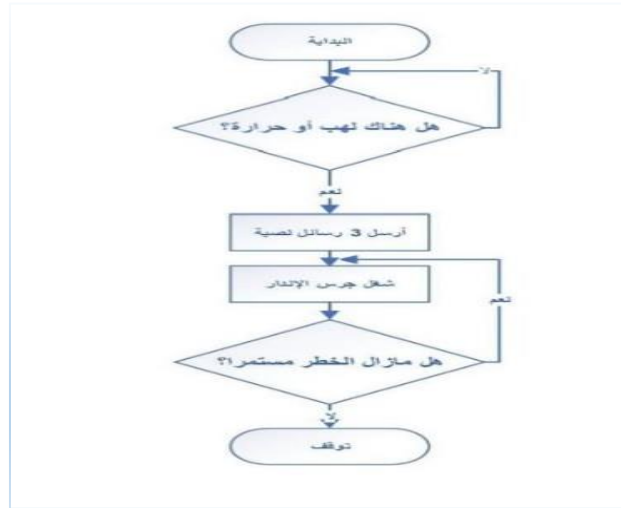 البداية
لا
هل هناك لهب أو حرارة؟
نعم
أرسل 3 رسائل نصية
شغل جرس الإنذار
نعم
هل مازال الخطر مستمرا؟
لا
توقف